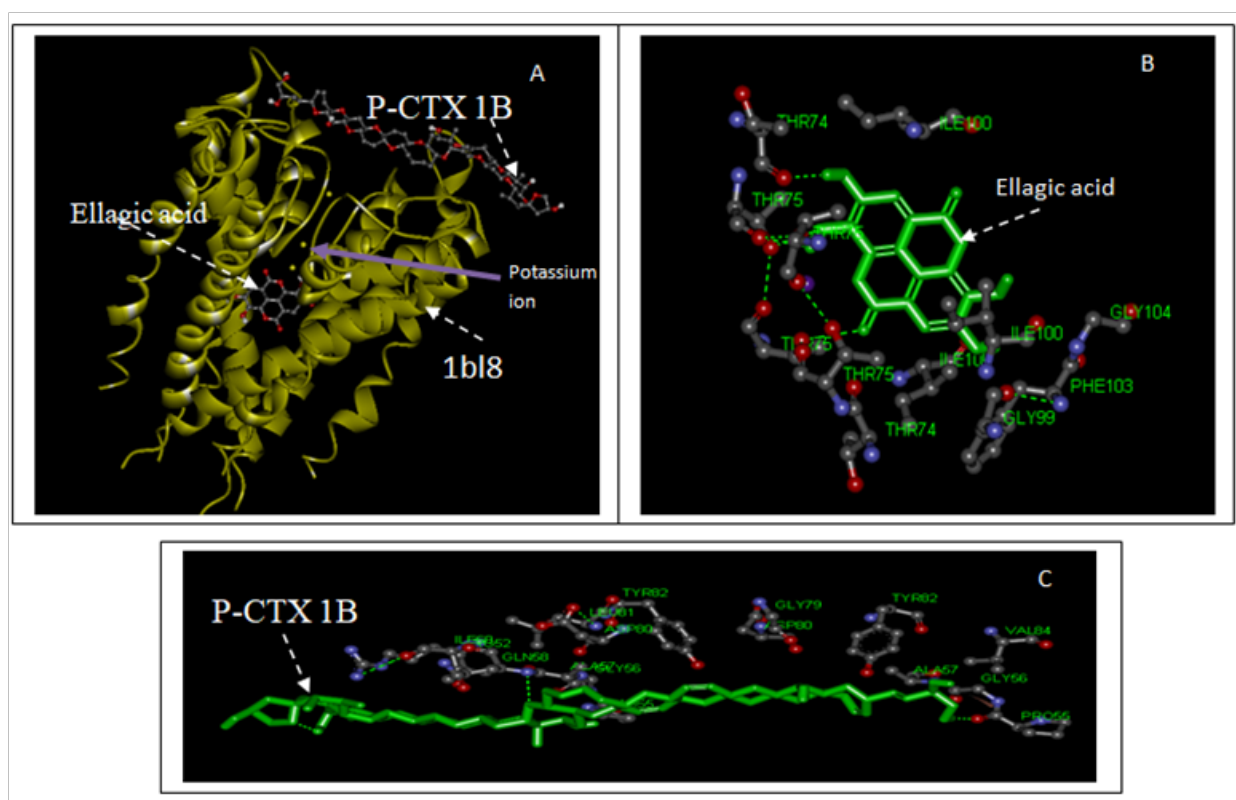 A
P-CTX 1B
Ellagic acid
Potassium
ion
1bl8
B
THR74
ILE100
THR75
Ellagic acid
GLY104
ILE100
THR75
PHE103
GLY99
THR74
C
P-CTX 1B
TYR82
GLY79
TYR82
VAL84
GLN58
ALA57
GLY56
PRO55